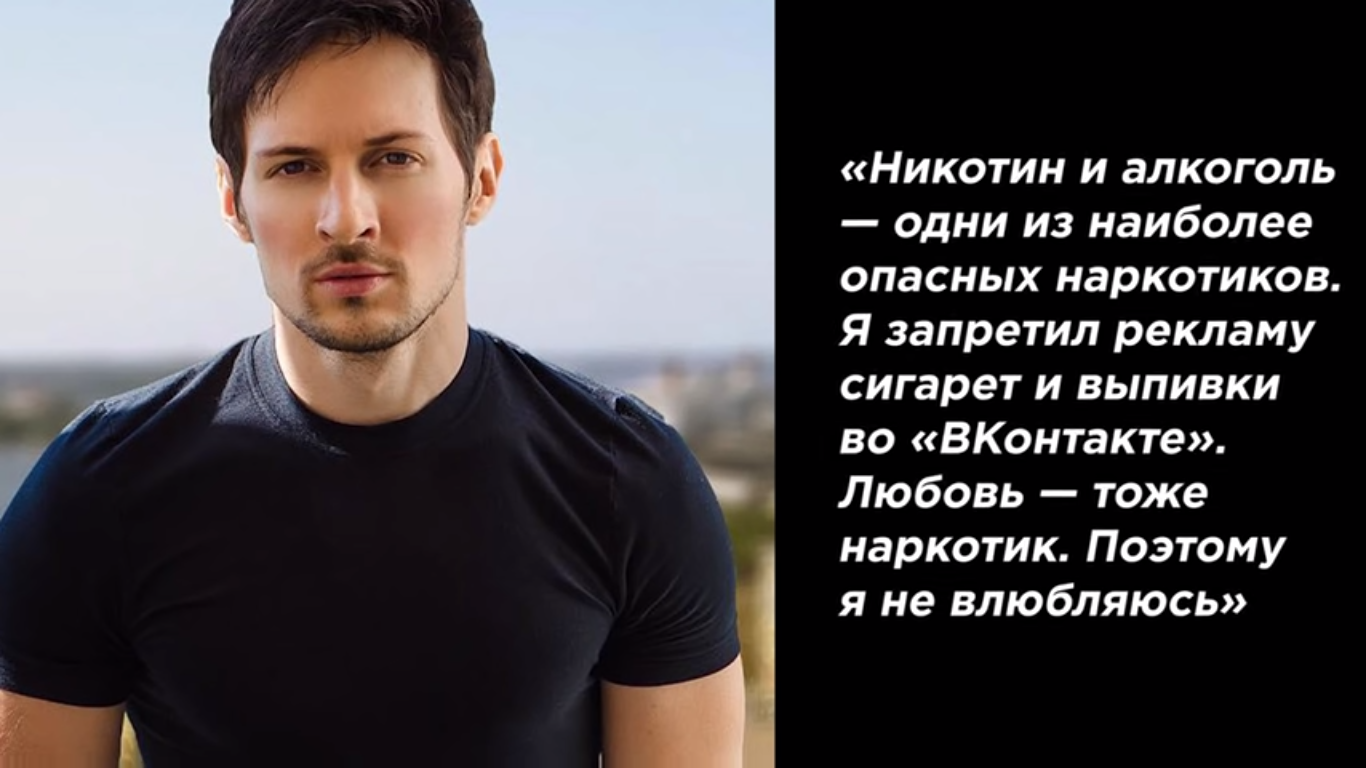 «Никотин и алкоголь
— одни из наиболее
опасных наркотиков.
Я запретил рекламу
сигарет и выпивки
во «ВКонтакте».
Любовь — тоже
наркотик. Поэтому
я не влюбляюсь»